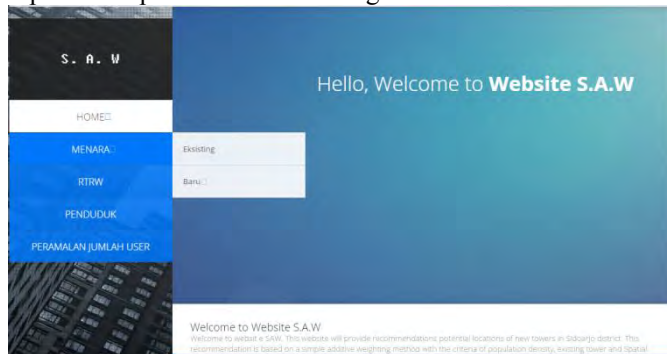 S. A. W
Hello, Welcome to Website S.A.W
HOME
MENARA
Eksisting
RTRW
Baru
PENDUDUK
PERAMALAN JUMLAH USER
Welcome to Website S.A.W
Welcome to websit e SAW. This website will provide recommendations potential locations of new towers in Sidoarjo district. This
recommendation is based on a simple additive weighting method with the criteria of population density, existing tower and Spatial